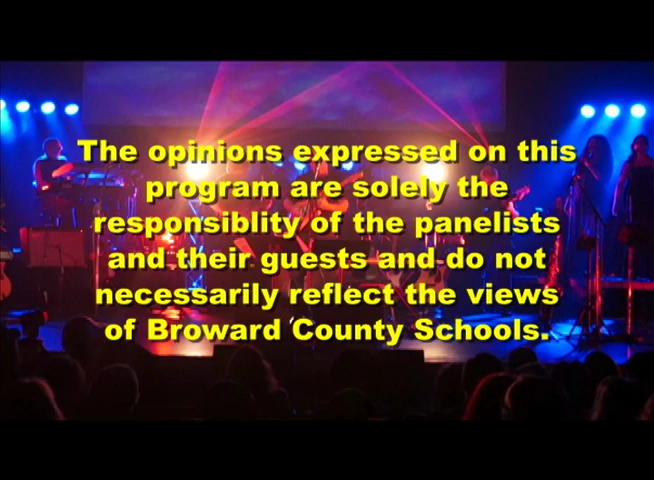 The opinions expressed on this
program are solely the
responsiblity of the panelists
and their guests and do not
necessarily reflect the views
of Broward County Schools.